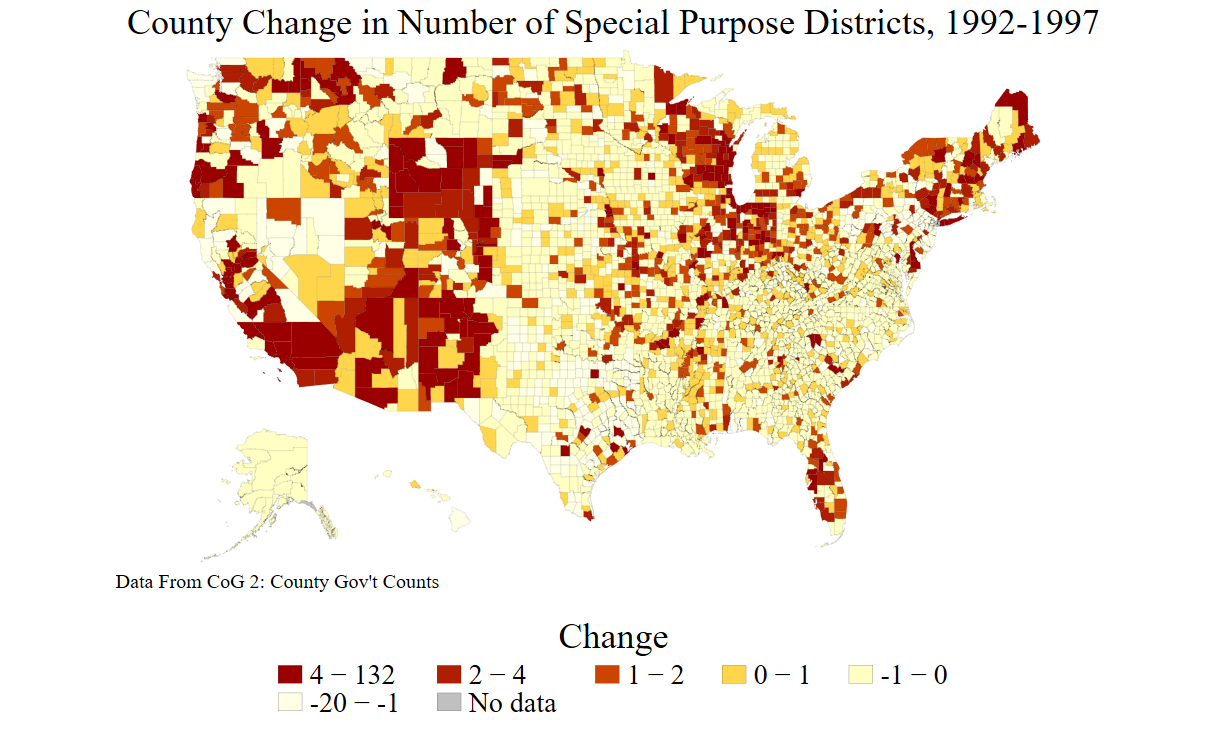 County Change in Number of Special Purpose Districts, 1992-1997
Data From CoG 2: County Gov't Counts
Change
4 − 132 2 − 4 1 − 2 0 − 1 -1 − 0
-20 − -1 No data